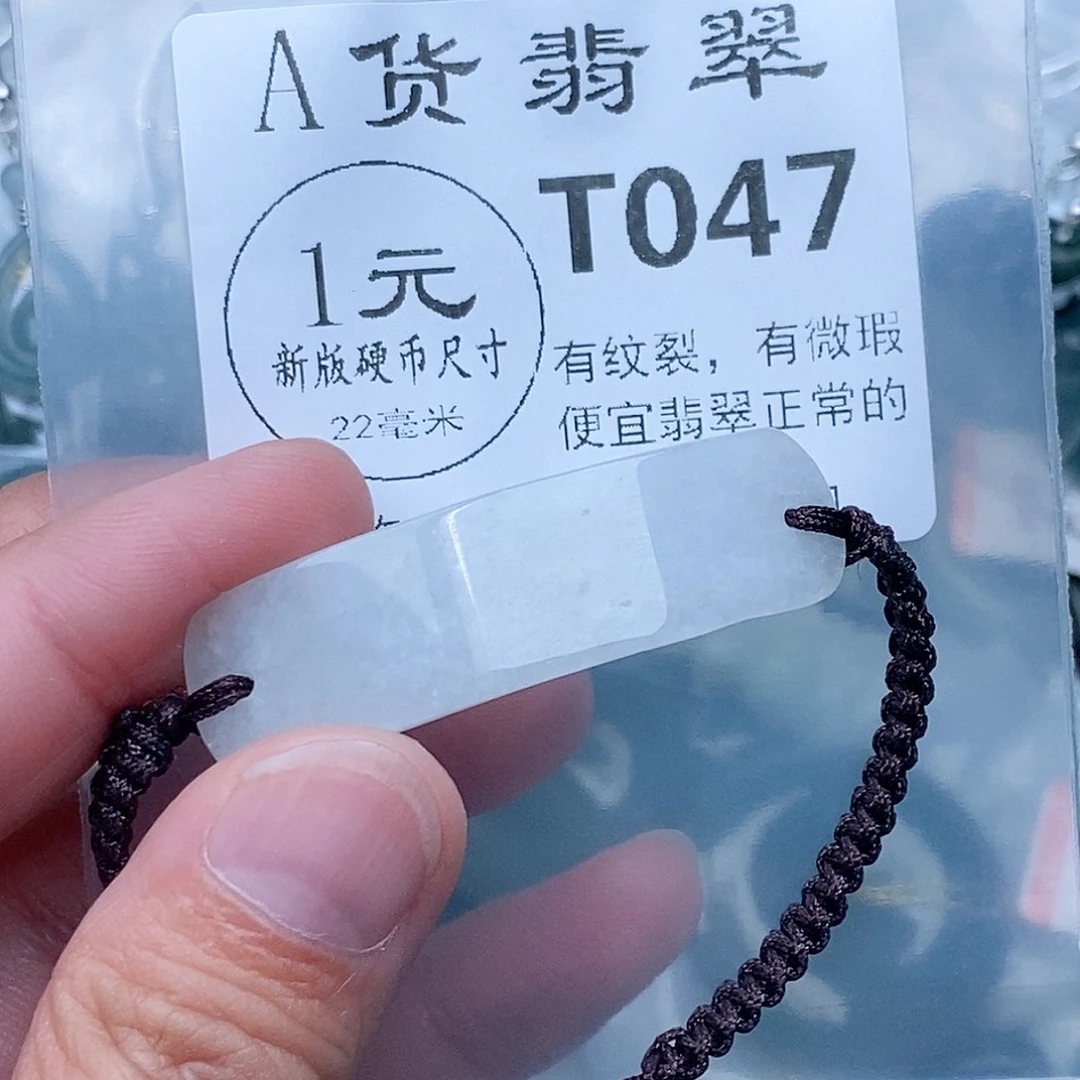 A货翡翠
T047
1元
新版硬币尺寸
22毫米
有纹裂，有微瑕
便宜翡翠正常的